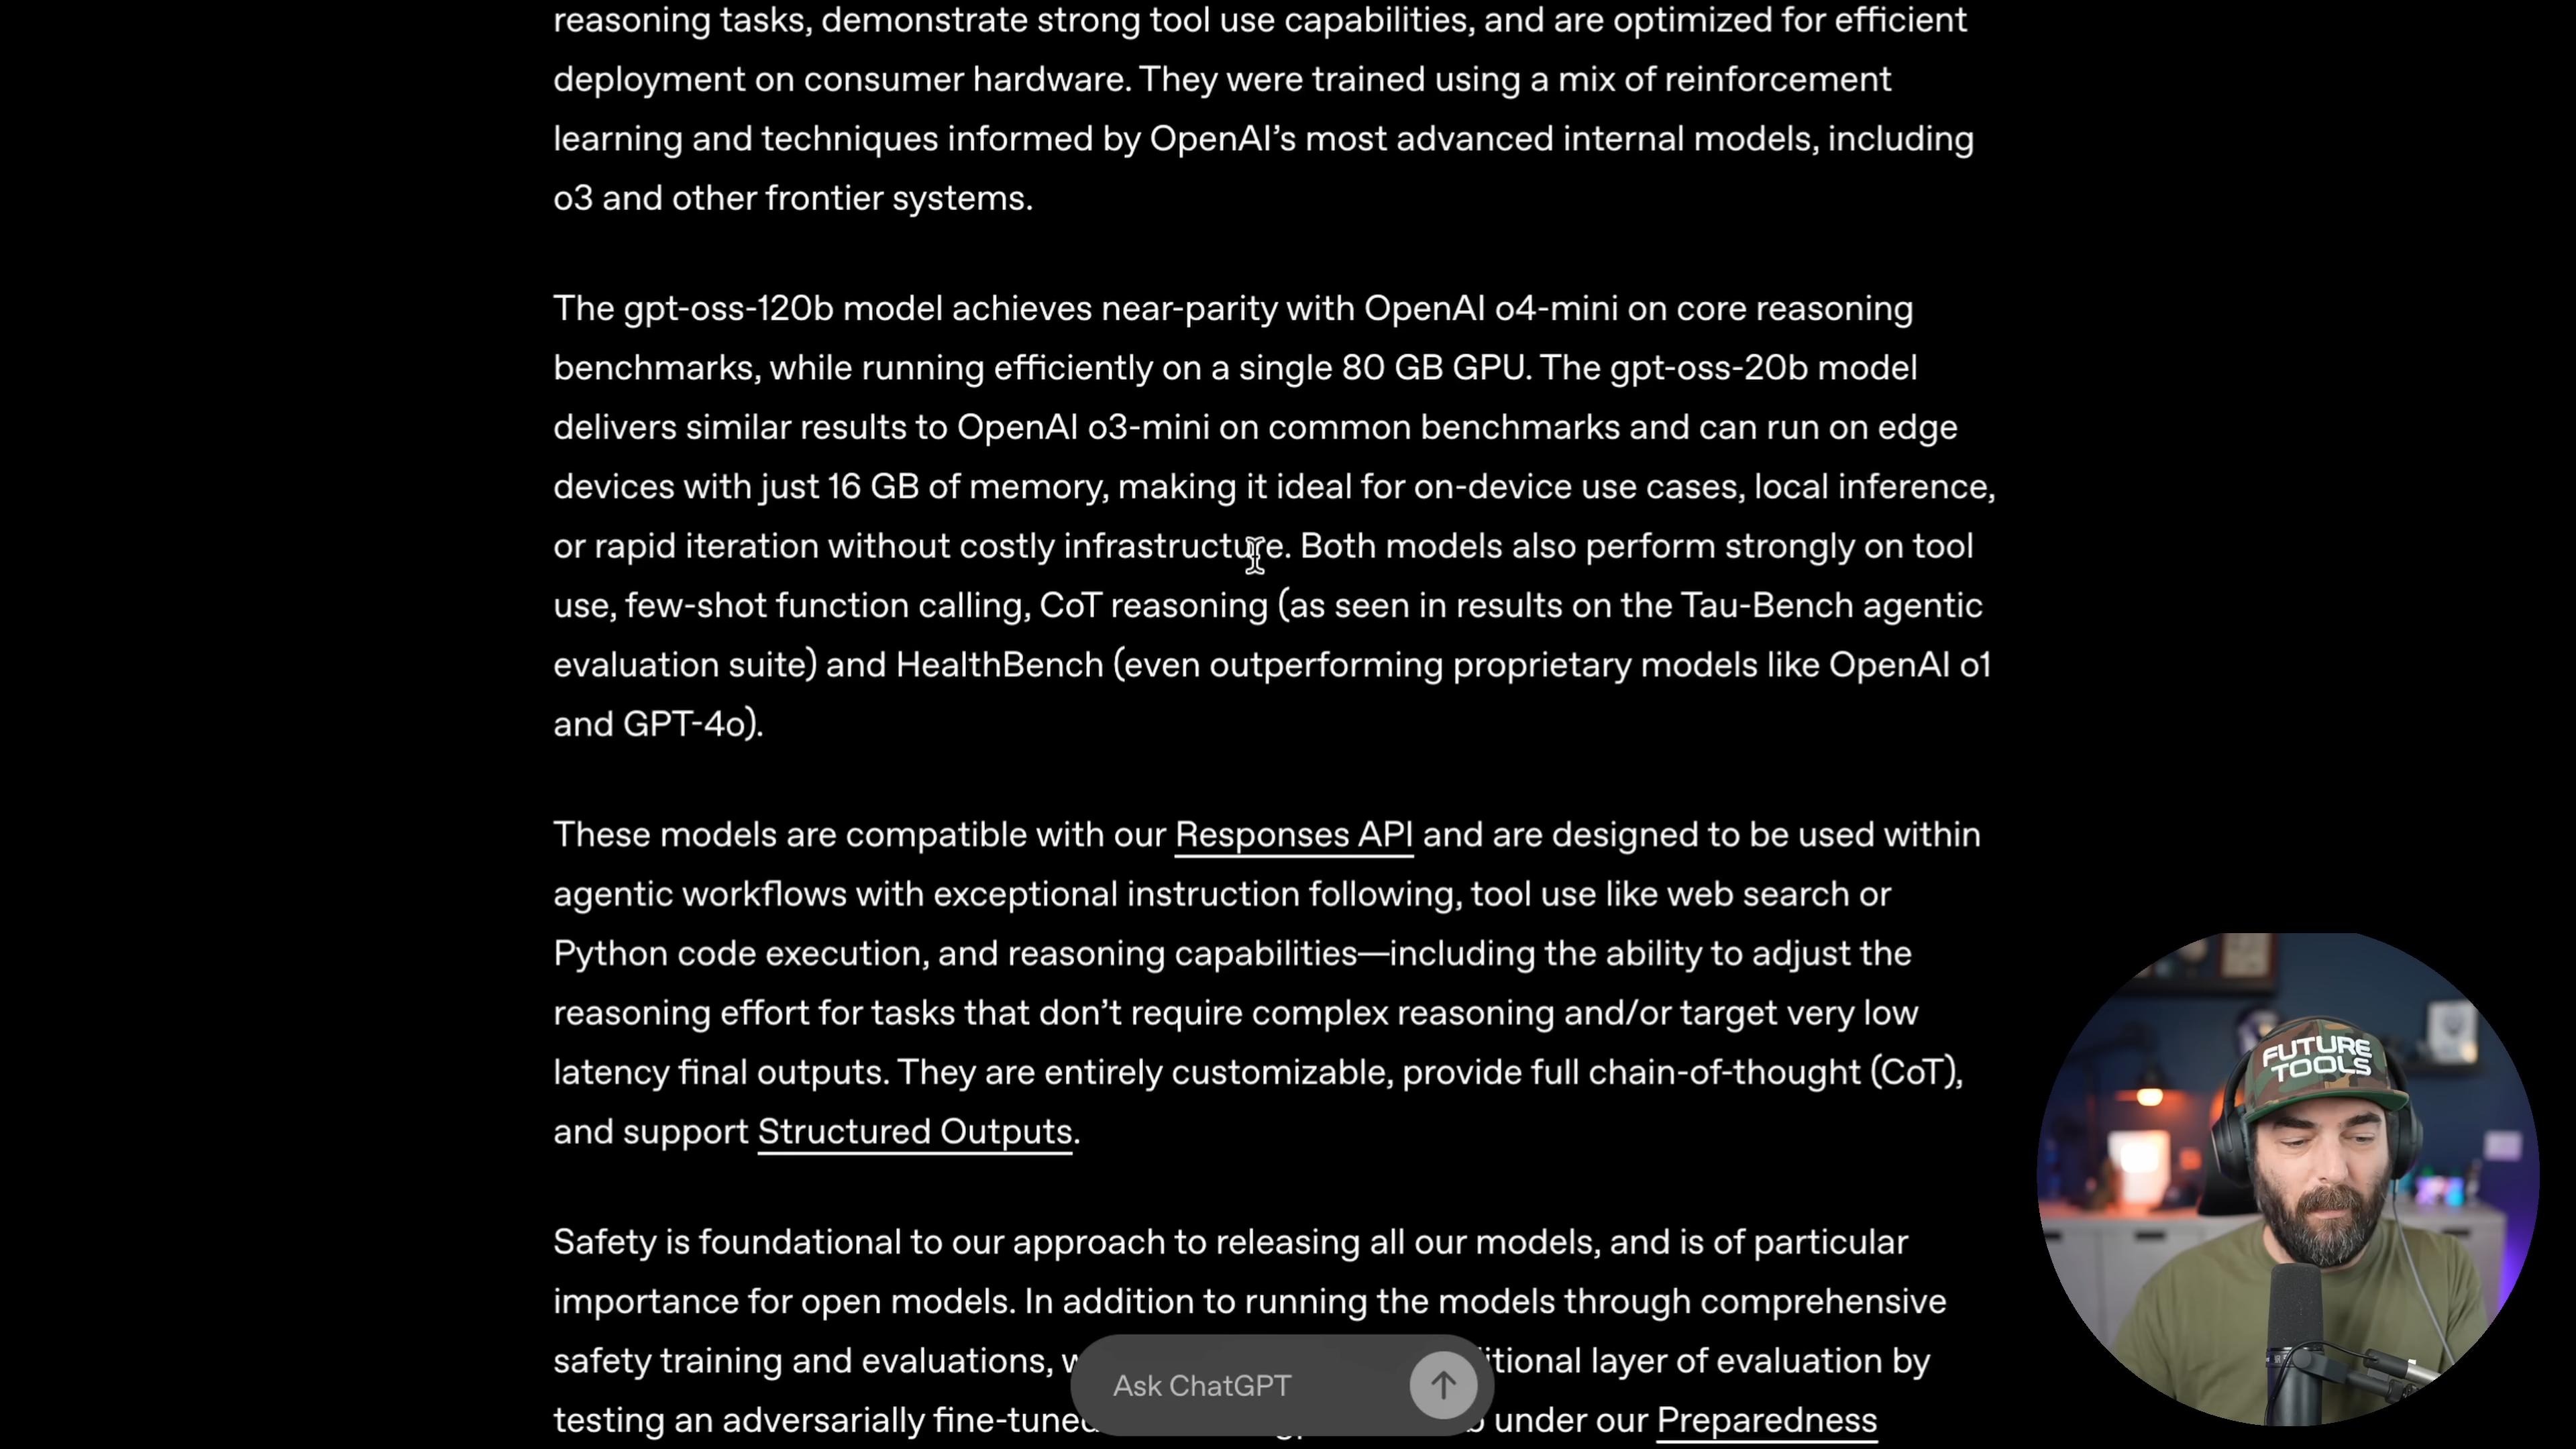 reasoning tasks, demonstrate strong tool use capabilities, and are optimized for efficient
deployment on consumer hardware. They were trained using a mix of reinforcement
learning and techniques informed by OpenAI’s most advanced internal models, including
o3 and other frontier systems.
The gpt-oss-120b model achieves near-parity with OpenAI o4-mini on core reasoning
benchmarks, while running efficiently on a single 80 GB GPU. The gpt-oss-20b model
delivers similar results to OpenAI o3-mini on common benchmarks and can run on edge
devices with just 16 GB of memory, making it ideal for on-device use cases, local inference,
or rapid iteration without costly infrastructure. Both models also perform strongly on tool
use, few-shot function calling, CoT reasoning (as seen in results on the Tau-Bench agentic
evaluation suite) and HealthBench (even outperforming proprietary models like OpenAI o1
and GPT-4o).
These models are compatible with our Responses API and are designed to be used within
agentic workflows with exceptional instruction following, tool use like web search or
Python code execution, and reasoning capabilities—including the ability to adjust the
reasoning effort for tasks that don’t require complex reasoning and/or target very low
latency final outputs. They are entirely customizable, provide full chain-of-thought (CoT),
and support Structured Outputs.
Safety is foundational to our approach to releasing all our models, and is of particular
importance for open models. In addition to running the models through comprehensive
safety training and evaluations, layer of evaluation by
testing an adversarially under our Preparedness
Ask ChatGPT
FUTURE
TOOLS